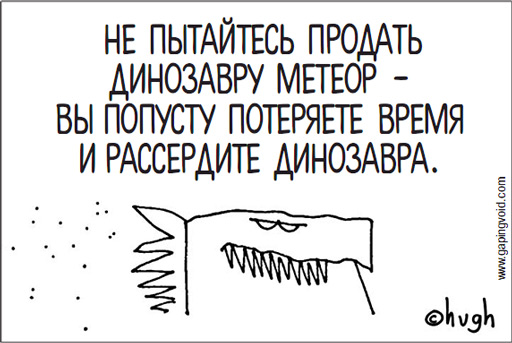 НЕ ПЫТАЙТЕСЬ ПРОДАТЬ
ДИНОЗАВРУ МЕТЕОР –
ВЫ ПОПУСТУ ПОТЕРЯЕТЕ ВРЕМЯ
И РАССЕРДИТЕ ДИНОЗАВРА.
www.gapingvoid.com
©hugh